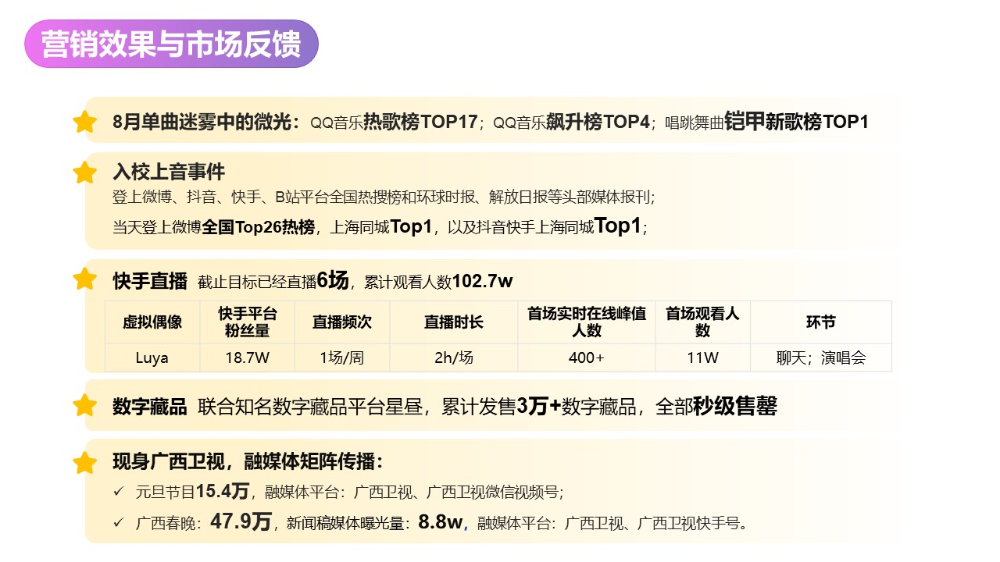 营销效果与市场反馈
8月单曲迷雾中的微光：QQ音乐热歌榜TOP17；QQ音乐飙升榜TOP4；唱跳舞曲铠甲新歌榜TOP1
入校上音事件
登上微博、抖音、快手、B站平台全国热搜榜和环球时报、解放日报等头部媒体报刊；
当天登上微博全国Top26热榜，上海同城Top1，以及抖音快手上海同城Top1；
快手直播 截止目标已经直播6场，累计观看人数102.7w
虚拟偶像 快手平台粉丝量 直播频次 直播时长 首场实时在线峰值人数 首场观看人数 环节
Luya 18.7W 1场/周 2h/场 400+ 11W 聊天；演唱会
数字藏品 联合知名数字藏品平台星昼，累计发售3万+数字藏品，全部秒级售罄
现身广西卫视，融媒体矩阵传播：
✓ 元旦节目15.4万，融媒体平台：广西卫视、广西卫视微信视频号；
✓ 广西春晚：47.9万，新闻稿媒体曝光量：8.8w，融媒体平台：广西卫视、广西卫视快手号。